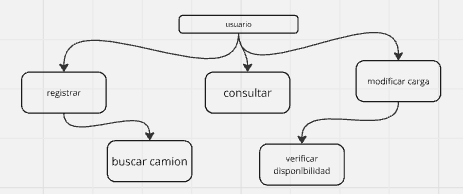 usuario
registrar
consultar
modificar carga
buscar camion
verificar
disponibilidad